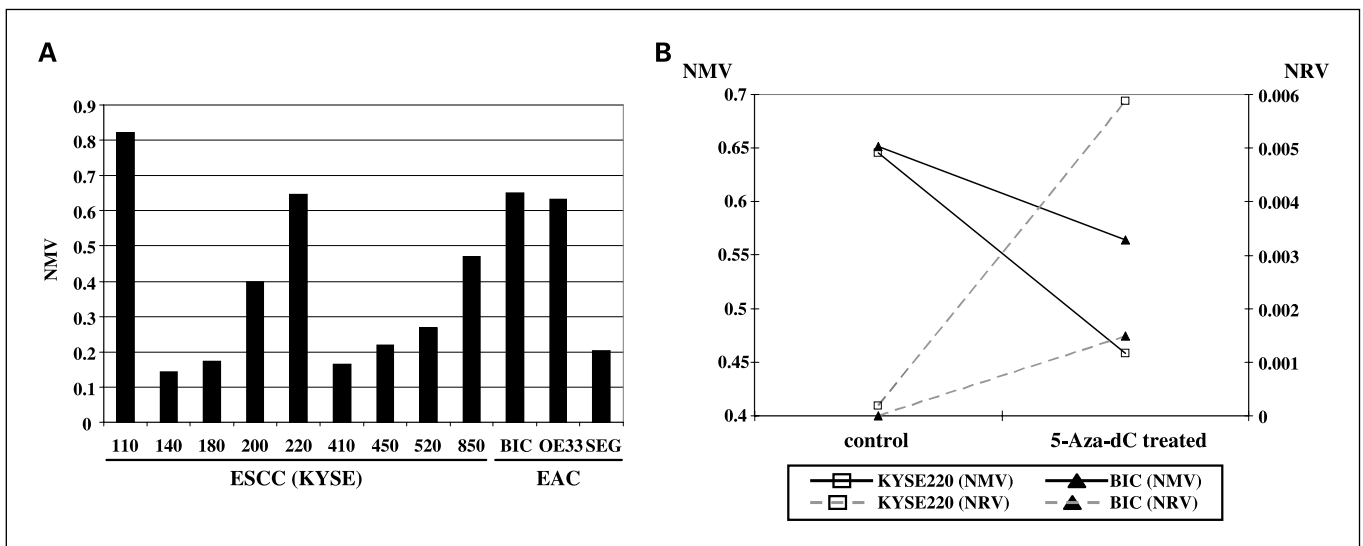 A
NMV
0.9
0.8
0.7
0.6
0.5
0.4
0.3
0.2
0.1
0
110 140 180 200 220 410 450 520 850 BIC OE33 SEG
ESCC (KYSE) EAC
B
NMV NRV
0.7 0.006
0.65 0.005
0.6 0.004
0.55 0.003
0.5 0.002
0.45 0.001
0.4 0
control 5-Aza-dC treated
KYSE220 (NMV) BIC (NMV)
KYSE220 (NRV) BIC (NRV)